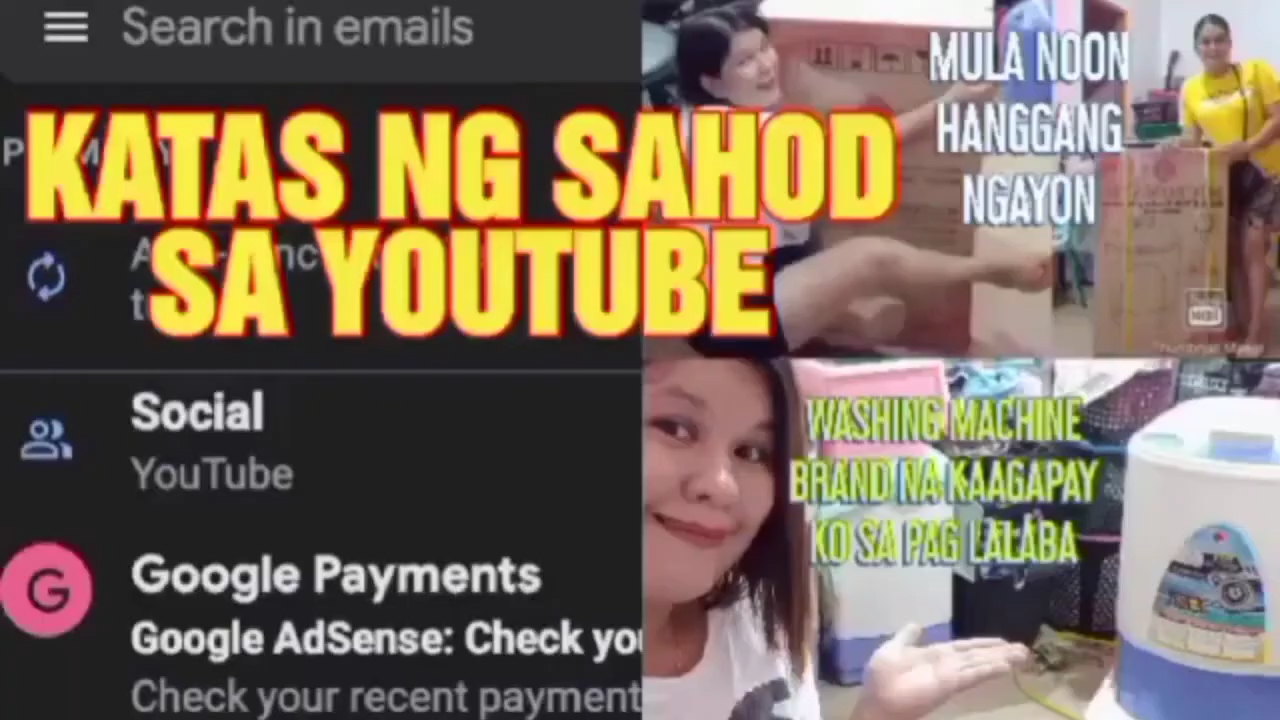 Search in emails
KATAS NG SAHOD
SA YOUTUBE
Social
YouTube
Google Payments
Google AdSense: Check you
Check your recent payment
MULA NOON
HANGGANG
NGAYON
WASHING MACHINE
BRAND NA KAAGAPAY
KO SA PAG LALABA